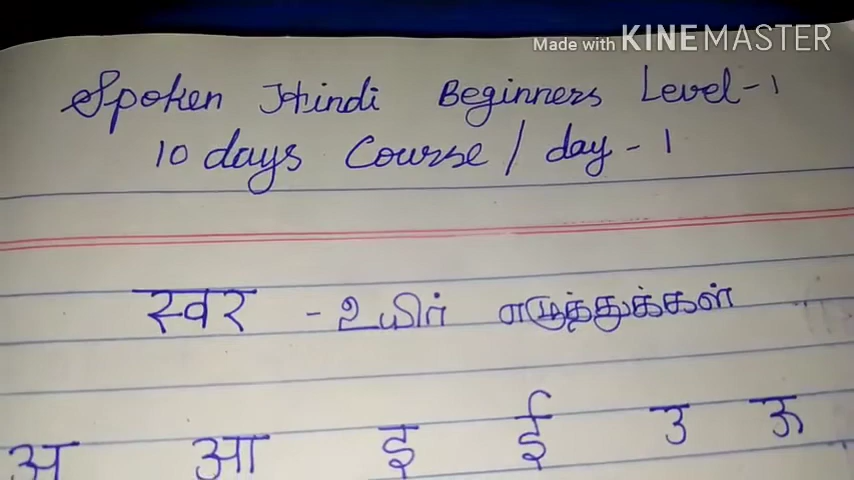 Made with KINEMASTER
Spoken Hindi Beginners Level-1
10 days Course / day - 1
स्वर - உயிர் எழுத்துக்கள்
अ आ इ ई उ ऊ